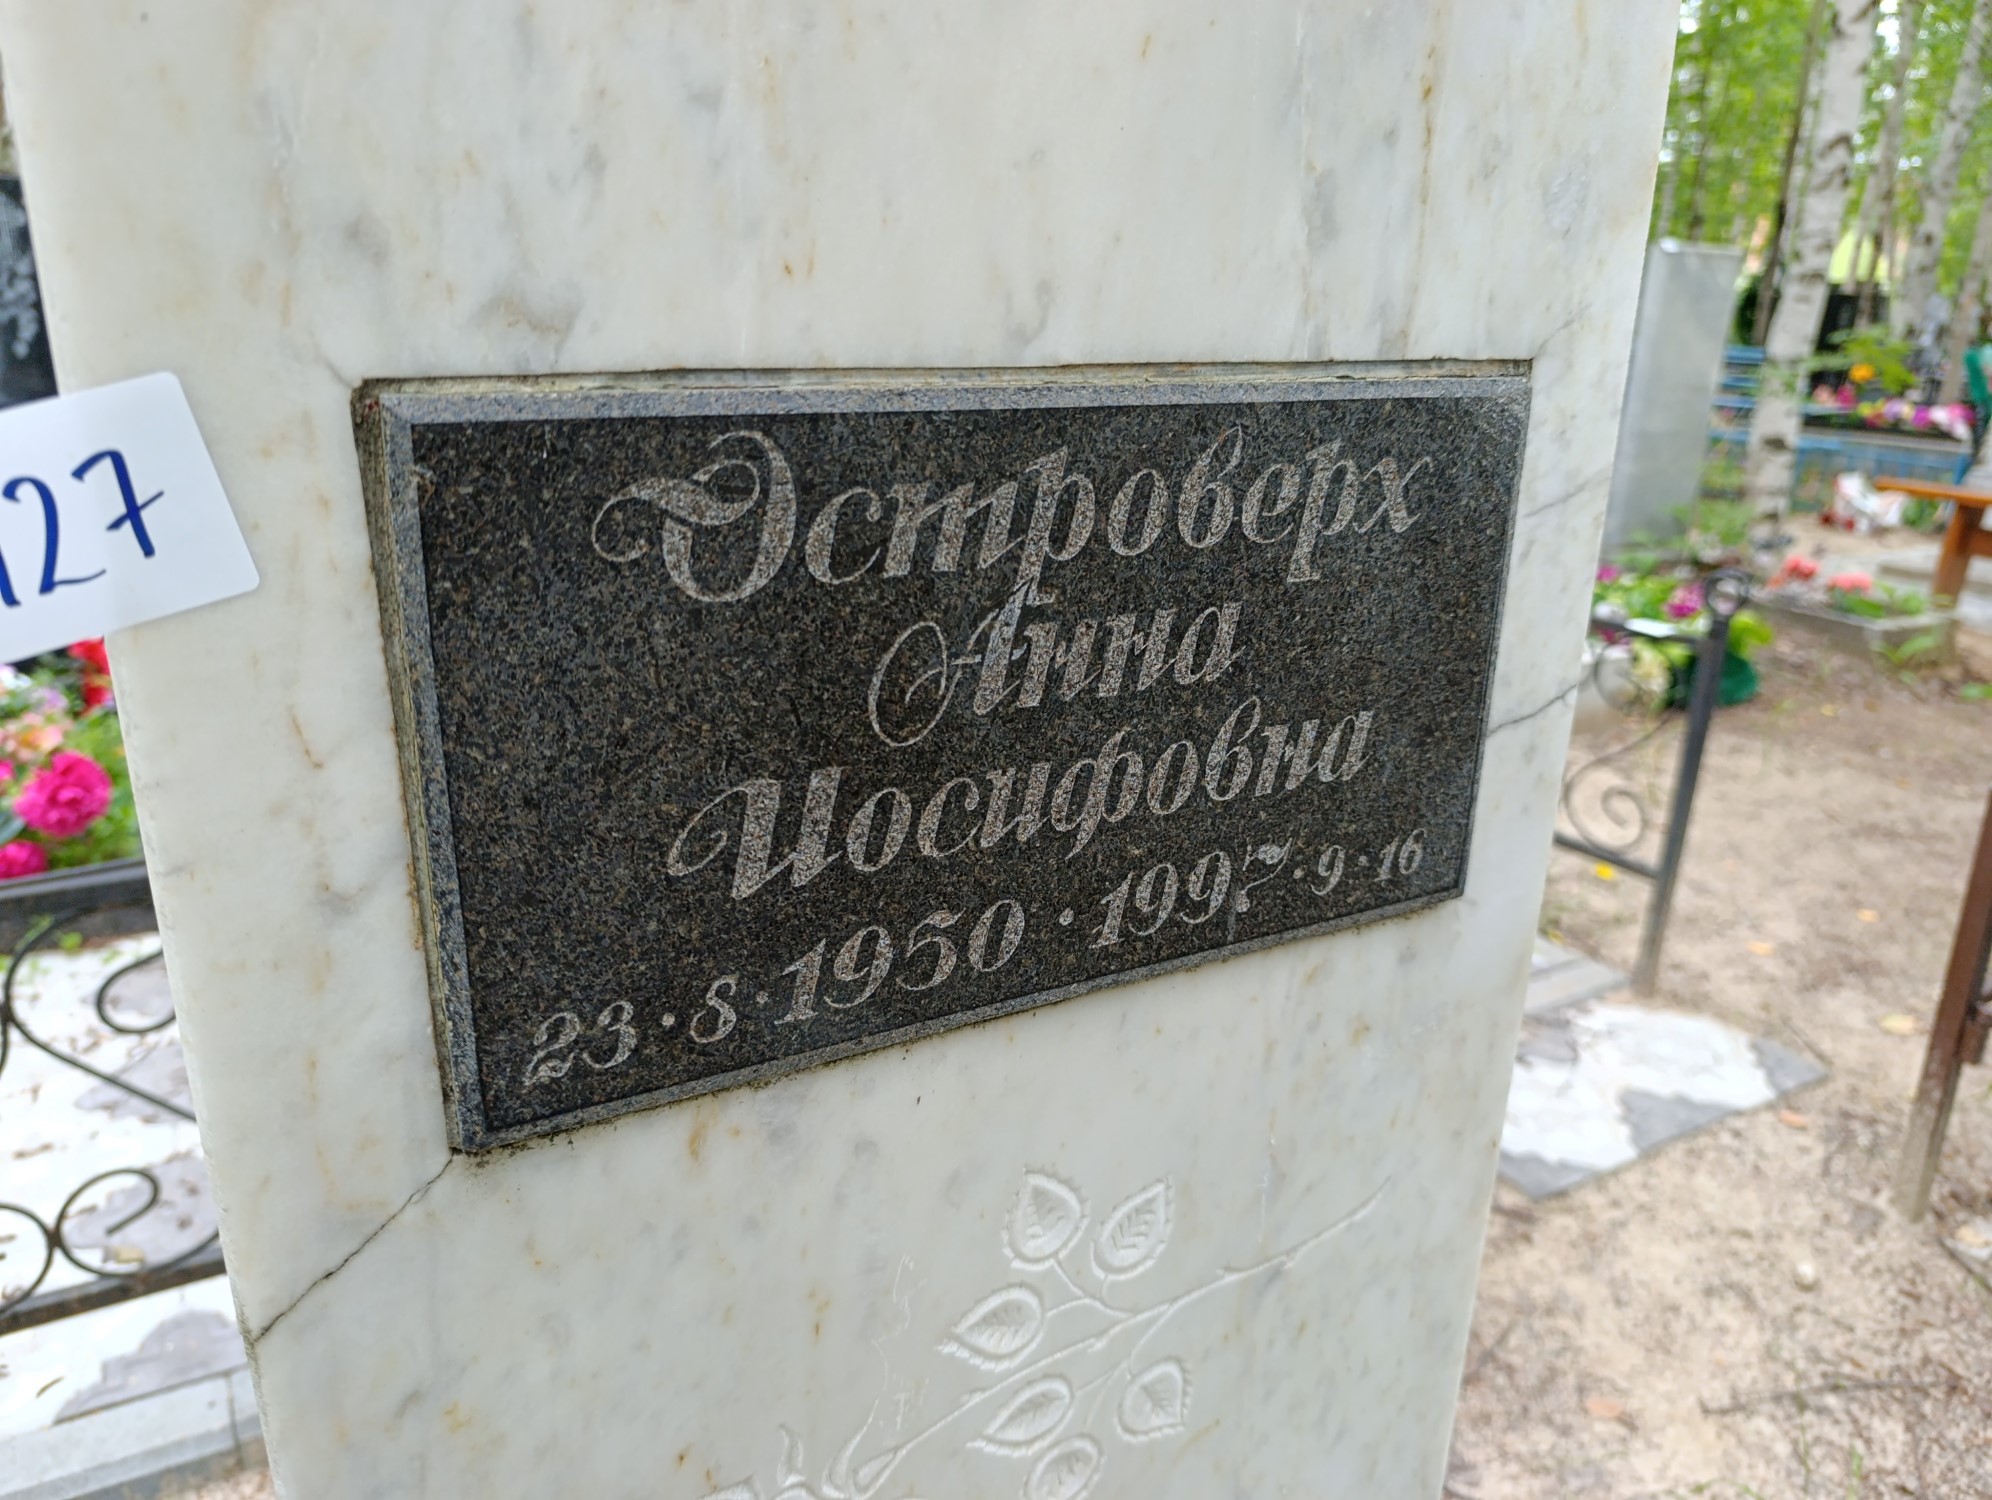 127
Островерх
Анна
Иосифовна
23·8·1950·1997·9·16